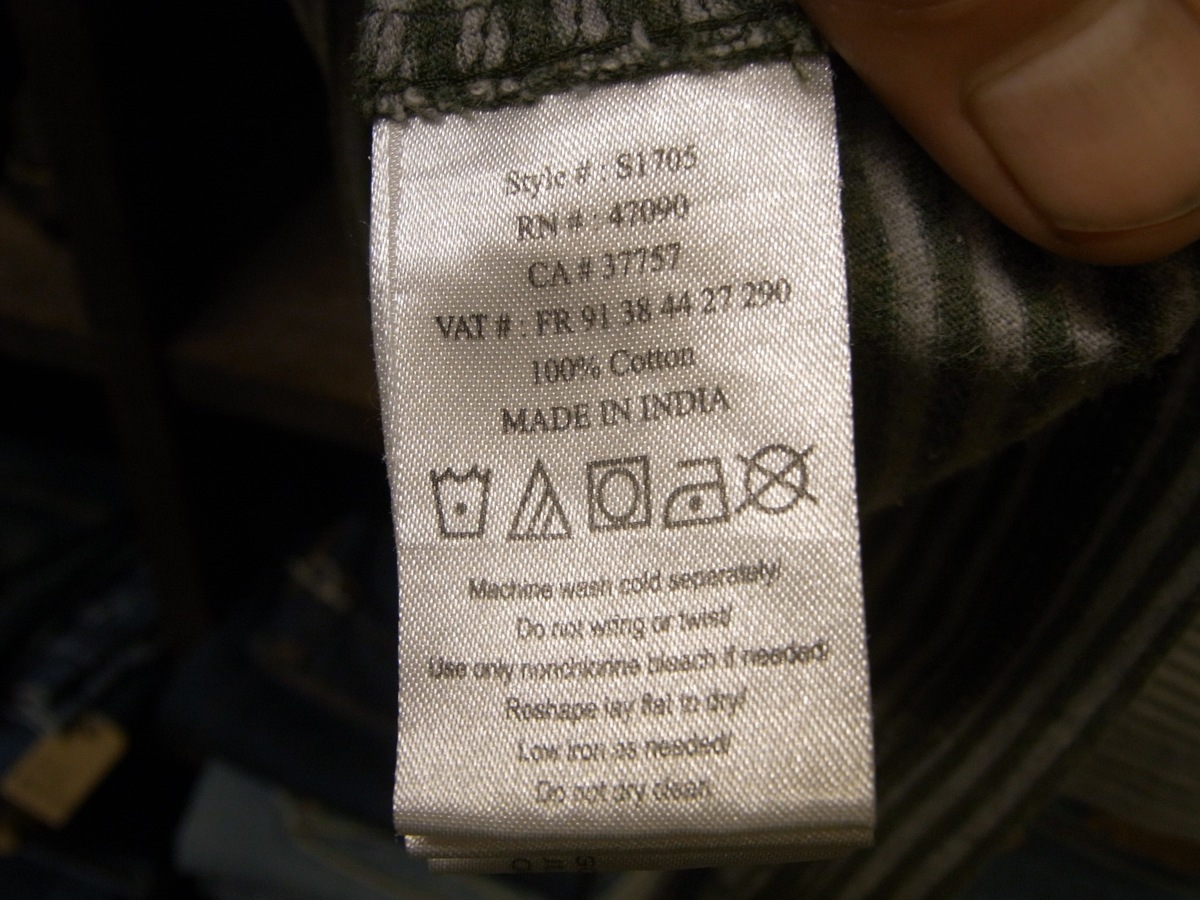 Style # : S1705
RN # : 47090
CA # 37757
VAT # : FR 91 38 44 27 290
100% Cotton
MADE IN INDIA
Machine wash cold separately/
Do not wring or twist/
Use only nonchlorine bleach if needed/
Reshape lay flat to dry/
Low iron as needed/
Do not dry clean.